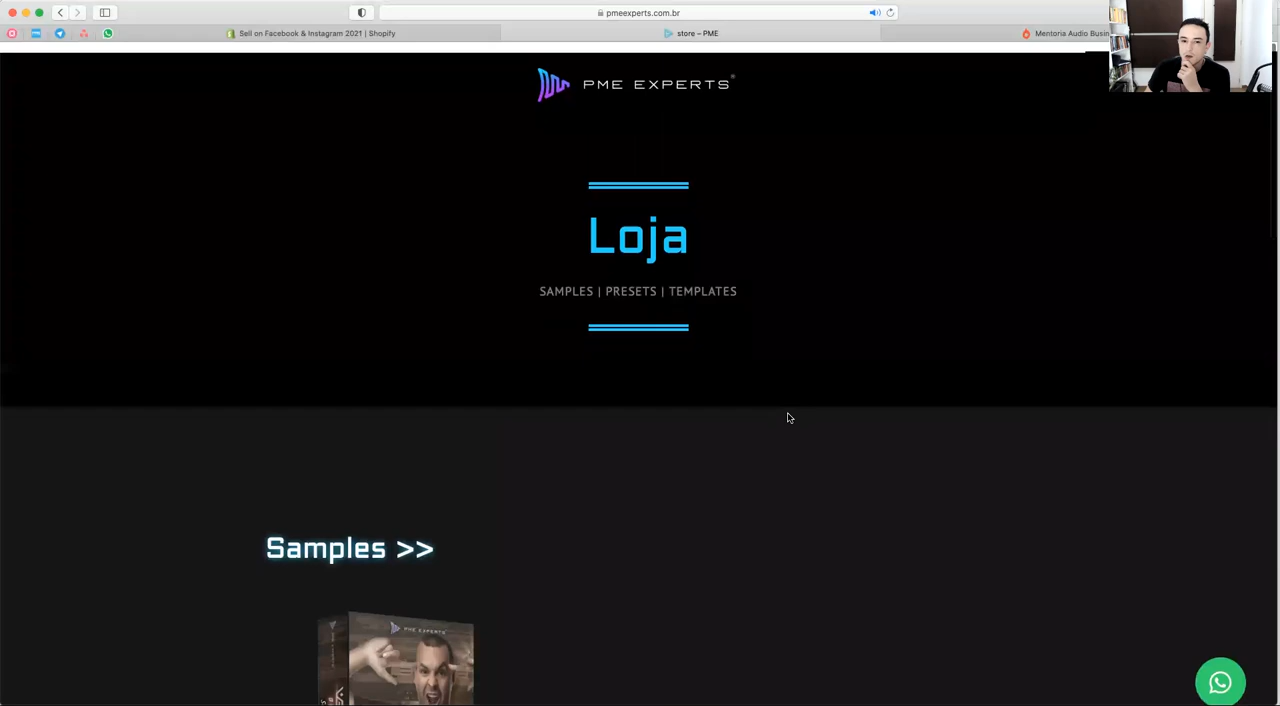 pmeexperts.com.br
Sell on Facebook & Instagram 2021 | Shopify
store – PME
Mentoria Audio Busin
PME EXPERTS
Loja
SAMPLES | PRESETS | TEMPLATES
Samples >>
PME EXPERTS